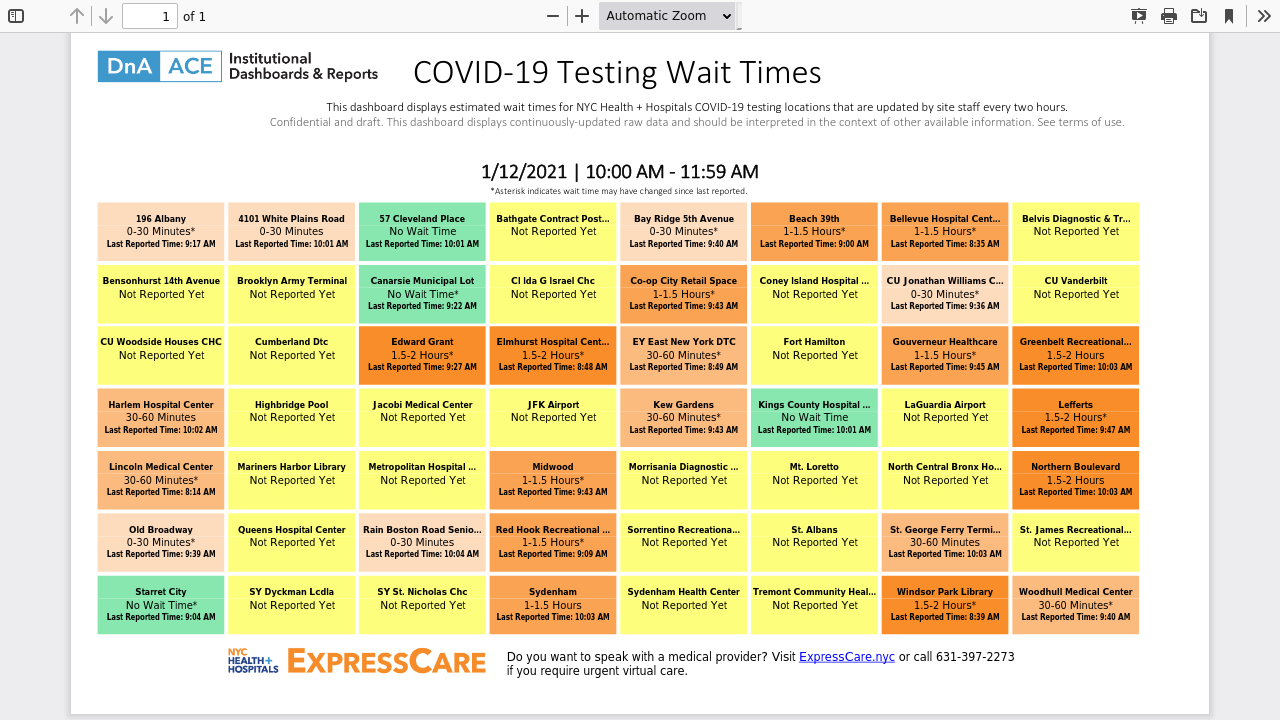 1 of 1 Automatic Zoom
DnA ACE Institutional
Dashboards & Reports
COVID-19 Testing Wait Times
This dashboard displays estimated wait times for NYC Health + Hospitals COVID-19 testing locations that are updated by site staff every two hours.
Confidential and draft. This dashboard displays continuously-updated raw data and should be interpreted in the context of other available information. See terms of use.
1/12/2021 | 10:00 AM - 11:59 AM
*Asterisk indicates wait time may have changed since last reported.
196 Albany
0-30 Minutes*
Last Reported Time: 9:17 AM
4101 White Plains Road
0-30 Minutes
Last Reported Time: 10:01 AM
57 Cleveland Place
No Wait Time
Last Reported Time: 10:01 AM
Bathgate Contract Post...
Not Reported Yet
Bay Ridge 5th Avenue
0-30 Minutes*
Last Reported Time: 9:40 AM
Beach 39th
1-1.5 Hours*
Last Reported Time: 9:00 AM
Bellevue Hospital Cent...
1-1.5 Hours*
Last Reported Time: 8:35 AM
Belvis Diagnostic & Tr...
Not Reported Yet
Bensonhurst 14th Avenue
Not Reported Yet
Brooklyn Army Terminal
Not Reported Yet
Canarsie Municipal Lot
No Wait Time*
Last Reported Time: 9:22 AM
Cl Ida G Israel Chc
Not Reported Yet
Co-op City Retail Space
1-1.5 Hours*
Last Reported Time: 9:43 AM
Coney Island Hospital ...
Not Reported Yet
CU Jonathan Williams C...
0-30 Minutes*
Last Reported Time: 9:36 AM
CU Vanderbilt
Not Reported Yet
CU Woodside Houses CHC
Not Reported Yet
Cumberland Dtc
Not Reported Yet
Edward Grant
1.5-2 Hours*
Last Reported Time: 9:27 AM
Elmhurst Hospital Cent...
1.5-2 Hours*
Last Reported Time: 8:48 AM
EY East New York DTC
30-60 Minutes*
Last Reported Time: 8:49 AM
Fort Hamilton
Not Reported Yet
Gouverneur Healthcare
1-1.5 Hours*
Last Reported Time: 9:45 AM
Greenbelt Recreational...
1.5-2 Hours
Last Reported Time: 10:03 AM
Harlem Hospital Center
30-60 Minutes
Last Reported Time: 10:02 AM
Highbridge Pool
Not Reported Yet
Jacobi Medical Center
Not Reported Yet
JFK Airport
Not Reported Yet
Kew Gardens
30-60 Minutes*
Last Reported Time: 9:43 AM
Kings County Hospital ...
No Wait Time
Last Reported Time: 10:01 AM
LaGuardia Airport
Not Reported Yet
Lefferts
1.5-2 Hours*
Last Reported Time: 9:47 AM
Lincoln Medical Center
30-60 Minutes*
Last Reported Time: 8:14 AM
Mariners Harbor Library
Not Reported Yet
Metropolitan Hospital ...
Not Reported Yet
Midwood
1-1.5 Hours*
Last Reported Time: 9:43 AM
Morrisania Diagnostic ...
Not Reported Yet
Mt. Loretto
Not Reported Yet
North Central Bronx Ho...
Not Reported Yet
Northern Boulevard
1.5-2 Hours
Last Reported Time: 10:03 AM
Old Broadway
0-30 Minutes*
Last Reported Time: 9:39 AM
Queens Hospital Center
Not Reported Yet
Rain Boston Road Senio...
0-30 Minutes
Last Reported Time: 10:04 AM
Red Hook Recreational ...
1-1.5 Hours*
Last Reported Time: 9:09 AM
Sorrentino Recreationa...
Not Reported Yet
St. Albans
Not Reported Yet
St. George Ferry Termi...
30-60 Minutes
Last Reported Time: 10:03 AM
St. James Recreational...
Not Reported Yet
Starret City
No Wait Time*
Last Reported Time: 9:04 AM
SY Dyckman Lcdla
Not Reported Yet
SY St. Nicholas Chc
Not Reported Yet
Sydenham
1-1.5 Hours
Last Reported Time: 10:03 AM
Sydenham Health Center
Not Reported Yet
Tremont Community Heal...
Not Reported Yet
Windsor Park Library
1.5-2 Hours*
Last Reported Time: 8:39 AM
Woodhull Medical Center
30-60 Minutes*
Last Reported Time: 9:40 AM
NYC
HEALTH+
HOSPITALS
EXPRESSCARE
Do you want to speak with a medical provider? Visit ExpressCare.nyc or call 631-397-2273
if you require urgent virtual care.